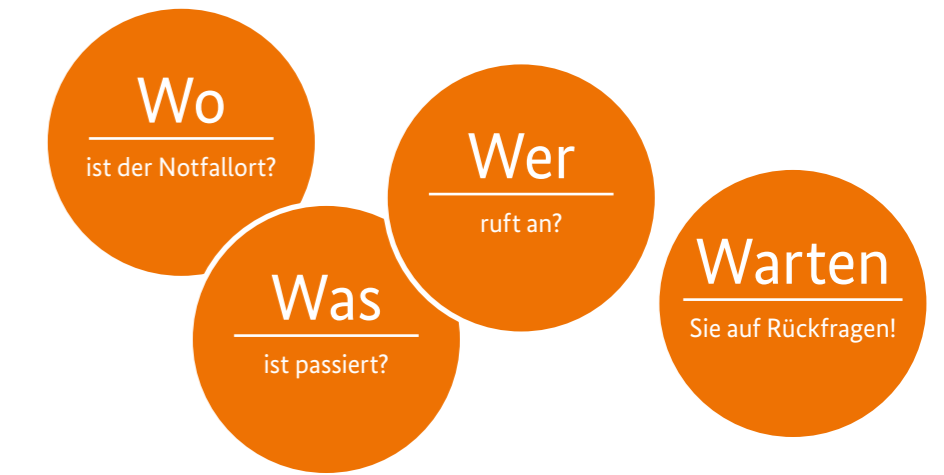 Wo
ist der Notfallort?
Was
ist passiert?
Wer
ruft an?
Warten
Sie auf Rückfragen!